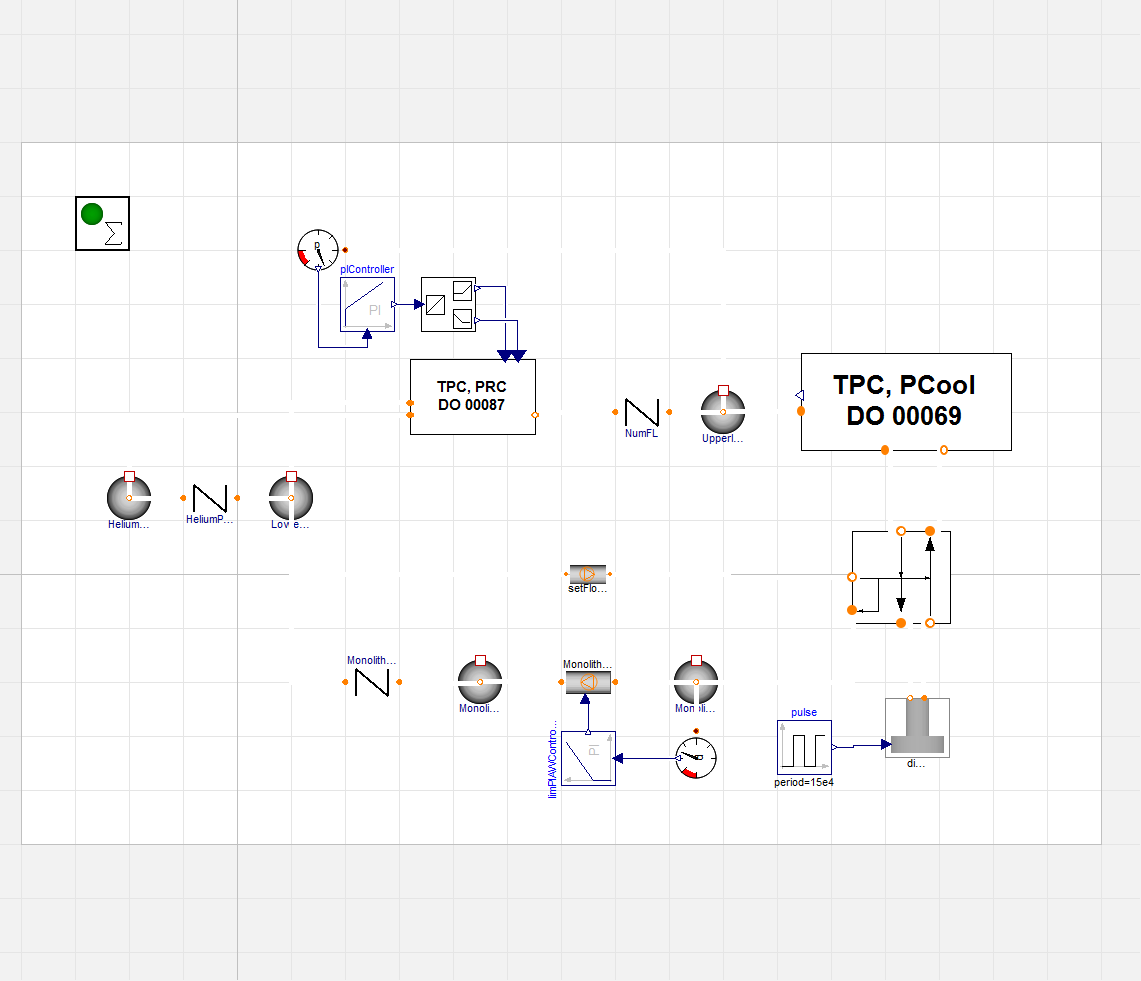 p
pIController
PI
TPC, PRC
DO 00087
TPC, PCool
DO 00069
NumFL
UpperI...
Helium...
HeliumP...
Lowe...
setFlo...
Monolith...
Monoli...
Monolith...
Monoli...
limPIAWContro...
PI
p
pulse
period=15e4
di...